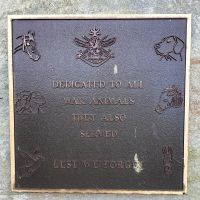 DEDICATED TO ALL
WAR ANIMALS
THEY ALSO
SERVED
LEST WE FORGET